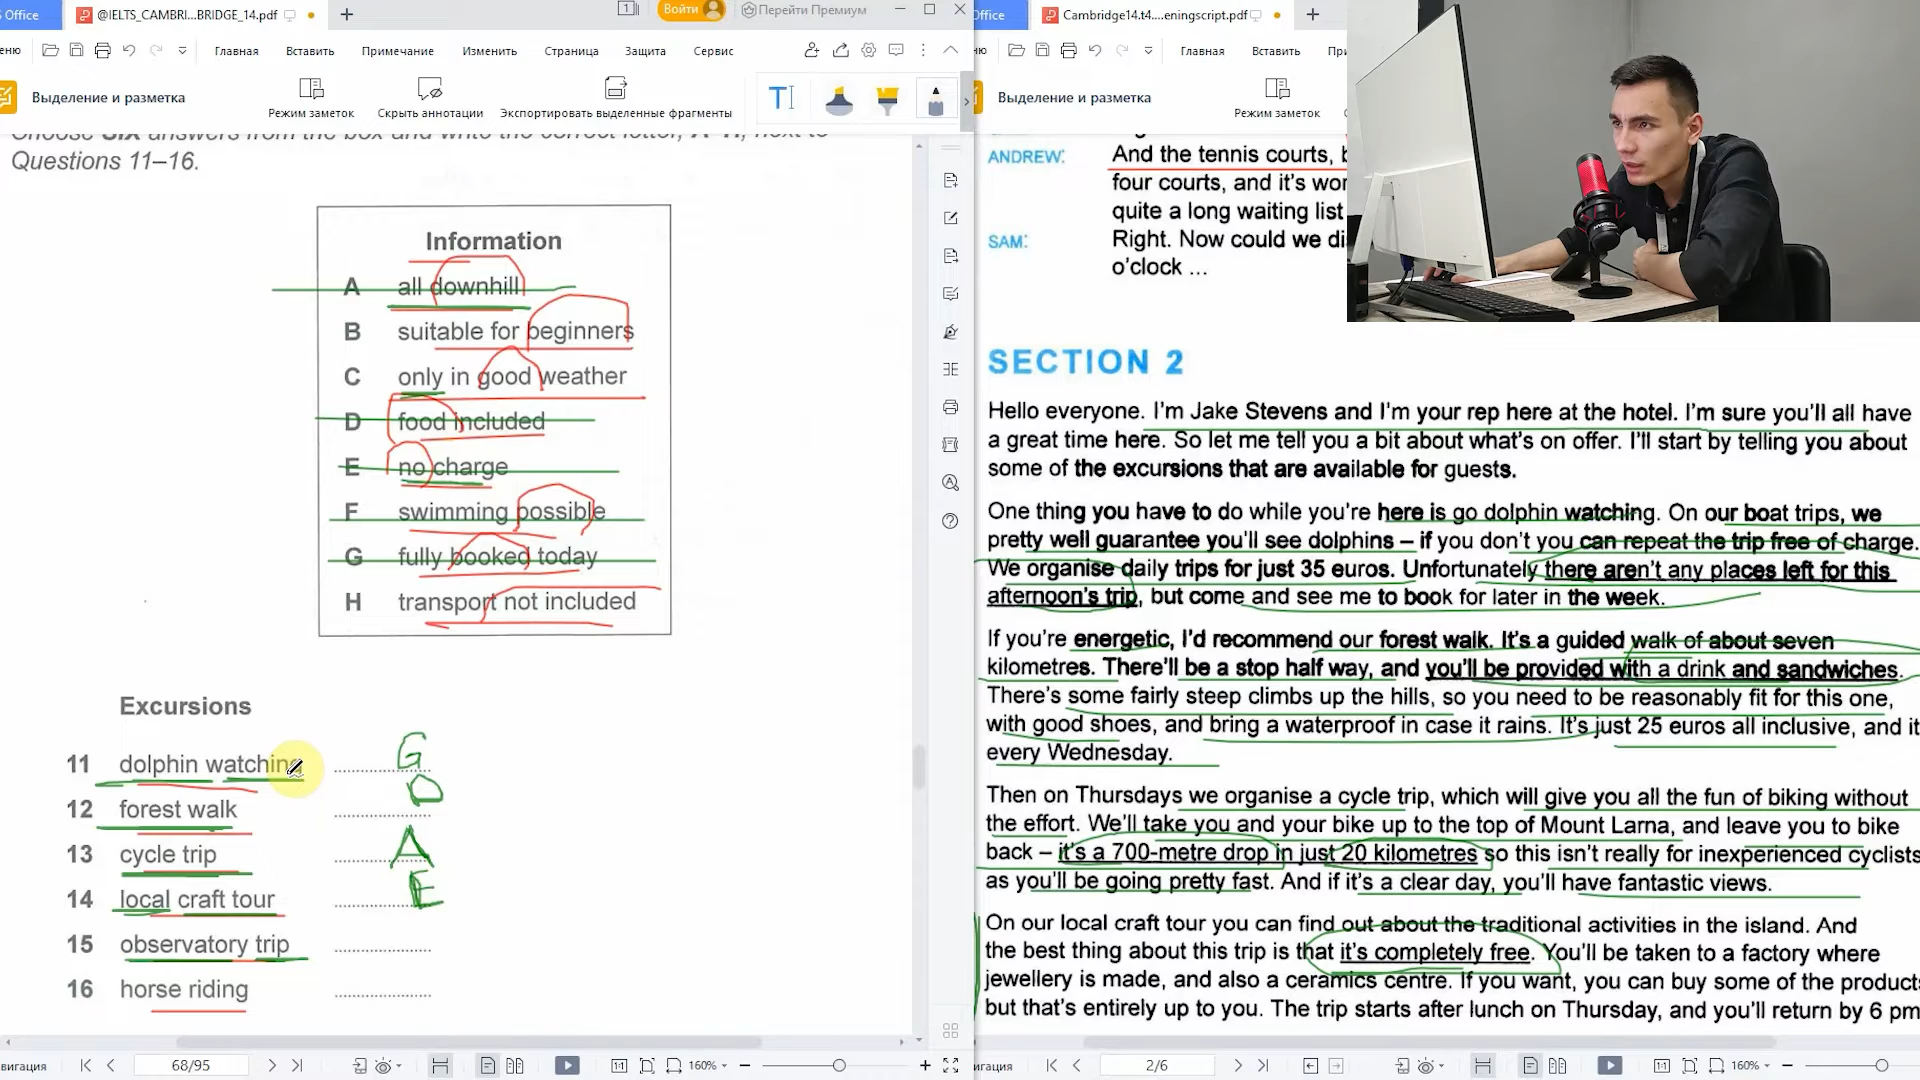 Office
@IELTS_CAMBRI...BRIDGE_14.pdf
Войти
Перейти Премиум
Office
Cambridge14.t4....eningscript.pdf
Главная
Вставить
Примечание
Изменить
Страница
Защита
Сервис
Главная
Вставить
Выделение и разметка
Режим заметок
Скрыть аннотации
Экспортировать выделенные фрагменты
Выделение и разметка
Режим заметок
Choose SIX answers from the box and write the correct letter, A–H, next to
Questions 11–16.
Information
A all downhill
B suitable for beginners
C only in good weather
D food included
E no charge
F swimming possible
G fully booked today
H transport not included
Excursions
11 dolphin watching G
12 forest walk D
13 cycle trip A
14 local craft tour E
15 observatory trip
16 horse riding
68/95
160%
ANDREW: And the tennis courts,
four courts, and it's
quite a long waiting list
SAM: Right. Now could we
o'clock ...
SECTION 2
Hello everyone. I'm Jake Stevens and I'm your rep here at the hotel. I'm sure you'll all have
a great time here. So let me tell you a bit about what's on offer. I'll start by telling you about
some of the excursions that are available for guests.
One thing you have to do while you're here is go dolphin watching. On our boat trips, we
pretty well guarantee you'll see dolphins – if you don't you can repeat the trip free of charge.
We organise daily trips for just 35 euros. Unfortunately there aren't any places left for this
afternoon's trip, but come and see me to book for later in the week.
If you're energetic, I'd recommend our forest walk. It's a guided walk of about seven
kilometres. There'll be a stop half way, and you'll be provided with a drink and sandwiches.
There's some fairly steep climbs up the hills, so you need to be reasonably fit for this one,
with good shoes, and bring a waterproof in case it rains. It's just 25 euros all inclusive, and it
every Wednesday.
Then on Thursdays we organise a cycle trip, which will give you all the fun of biking without
the effort. We'll take you and your bike up to the top of Mount Larna, and leave you to bike
back – it's a 700-metre drop in just 20 kilometres so this isn't really for inexperienced cyclists
as you'll be going pretty fast. And if it's a clear day, you'll have fantastic views.
On our local craft tour you can find out about the traditional activities in the island. And
the best thing about this trip is that it's completely free. You'll be taken to a factory where
jewellery is made, and also a ceramics centre. If you want, you can buy some of the products
but that's entirely up to you. The trip starts after lunch on Thursday, and you'll return by 6 pm
2/6
160%